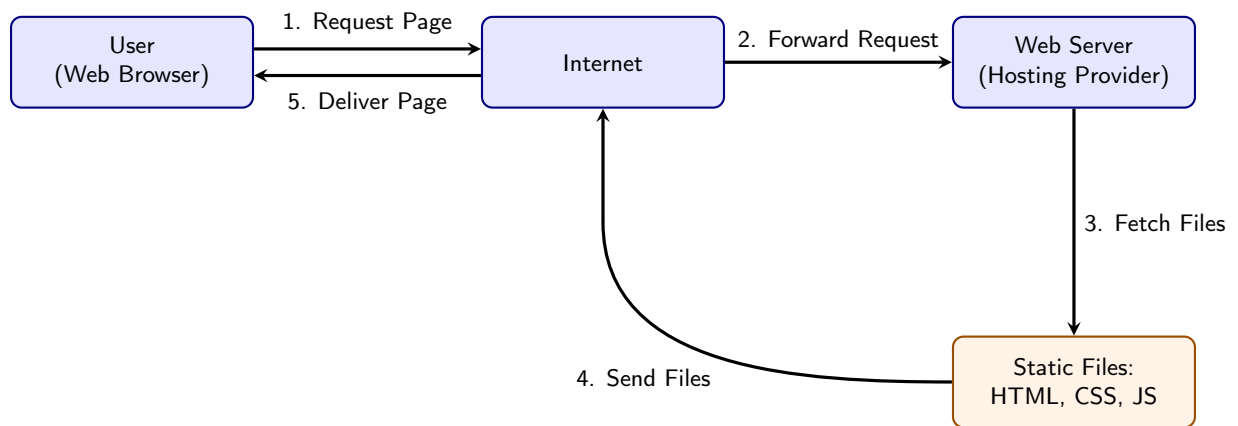 User
(Web Browser)
1. Request Page
5. Deliver Page
Internet
2. Forward Request
Web Server
(Hosting Provider)
3. Fetch Files
4. Send Files
Static Files:
HTML, CSS, JS